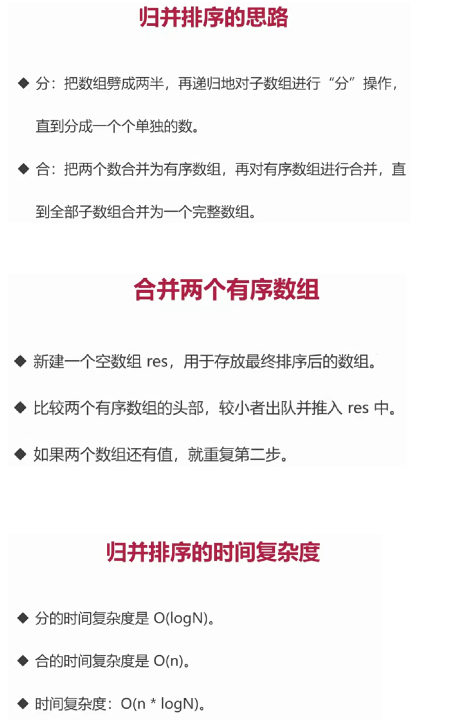 归并排序的思路
◆ 分：把数组劈成两半，再递归地对子数组进行“分”操作，
直到分成一个个单独的数。
◆ 合：把两个数合并为有序数组，再对有序数组进行合并，直
到全部子数组合并为一个完整数组。
合并两个有序数组
◆ 新建一个空数组 res，用于存放最终排序后的数组。
◆ 比较两个有序数组的头部，较小者出队并推入 res 中。
◆ 如果两个数组还有值，就重复第二步。
归并排序的时间复杂度
◆ 分的时间复杂度是 O(logN)。
◆ 合的时间复杂度是 O(n)。
◆ 时间复杂度：O(n * logN)。